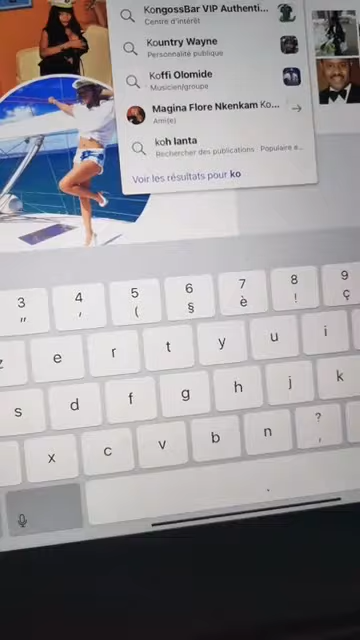 KongossBar VIP Authenti...
Centre d'intérêt
Kountry Wayne
Personnalité publique
Koffi Olomide
Musicien/groupe
Magina Flore Nkenkam Ko...
Ami(e)
koh lanta
Rechercher des publications · Populaire a...
Voir les résultats pour ko
3 4 5 6 7 8 9
" ' ( § è ! ç
z e r t y u i
s d f g h j k
x c v b n ?
,